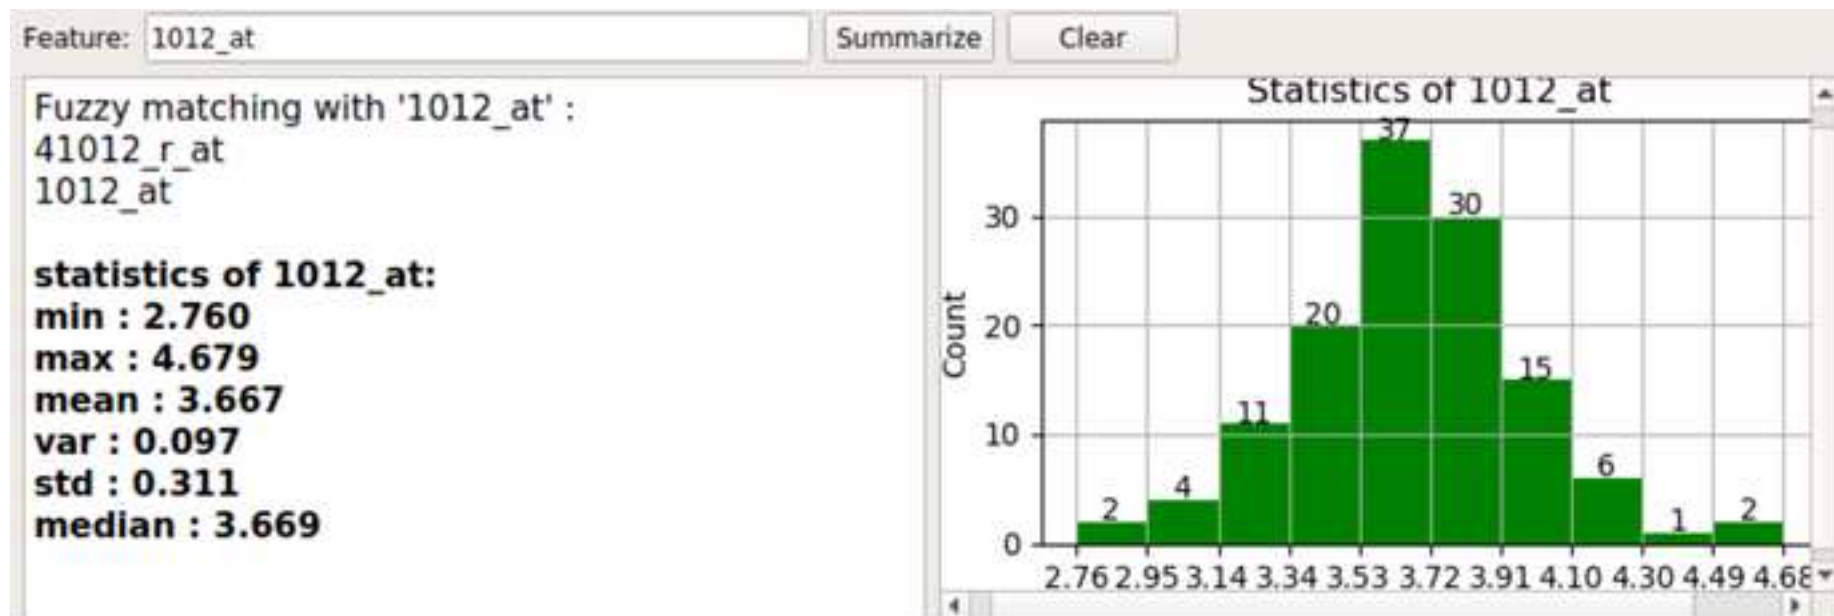 Feature: 1012_at Summarize Clear
Fuzzy matching with '1012_at' :
41012_r_at
1012_at
statistics of 1012_at:
min : 2.760
max : 4.679
mean : 3.667
var : 0.097
std : 0.311
median : 3.669
Statistics of 1012_at
Count
30
20
10
0
2
4
11
20
37
30
15
6
1
2
2.76 2.95 3.14 3.34 3.53 3.72 3.91 4.10 4.30 4.49 4.68